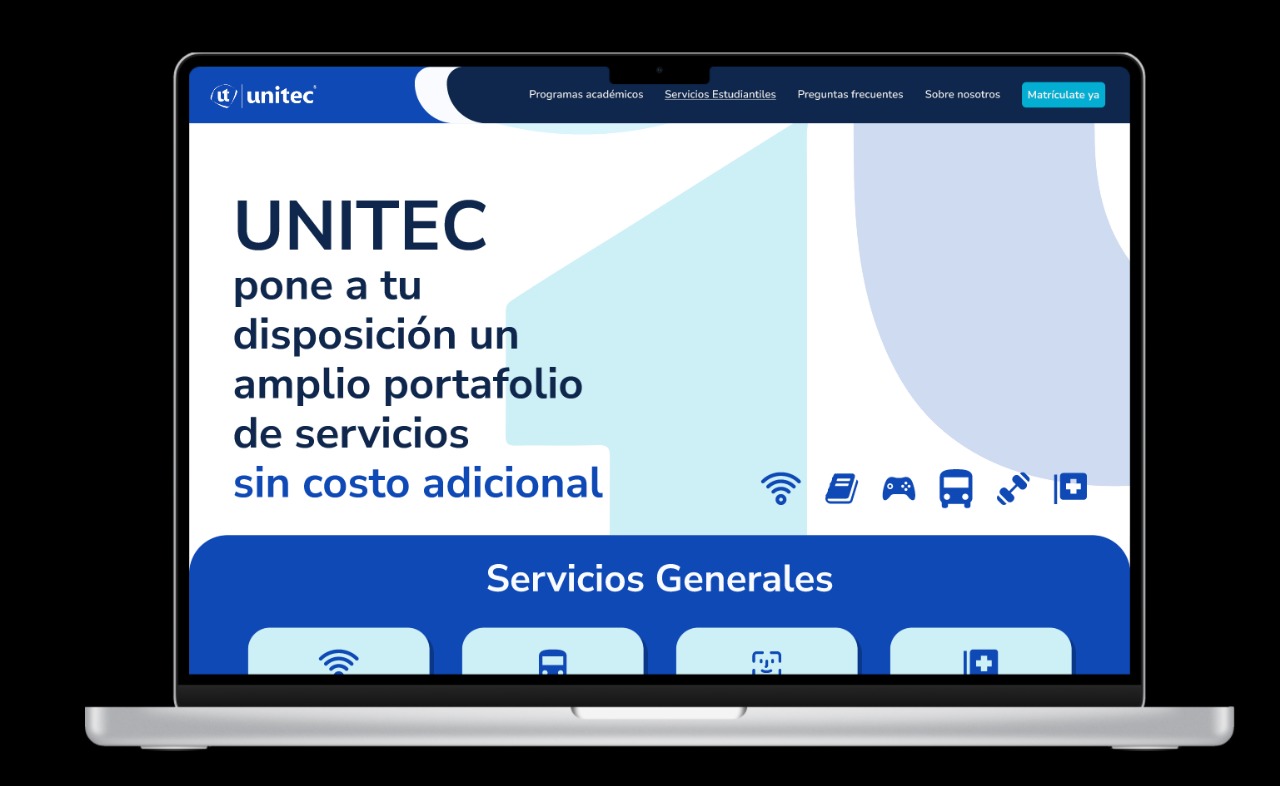 ut unitec®
Programas académicos
Servicios Estudiantiles
Preguntas frecuentes
Sobre nosotros
Matrículate ya
UNITEC
pone a tu
disposición un
amplio portafolio
de servicios
sin costo adicional
Servicios Generales